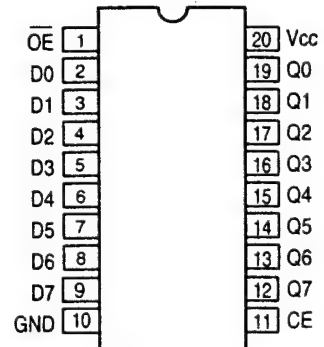 OE 1 20 Vcc
D0 2 19 Q0
D1 3 18 Q1
D2 4 17 Q2
D3 5 16 Q3
D4 6 15 Q4
D5 7 14 Q5
D6 8 13 Q6
D7 9 12 Q7
GND 10 11 CE